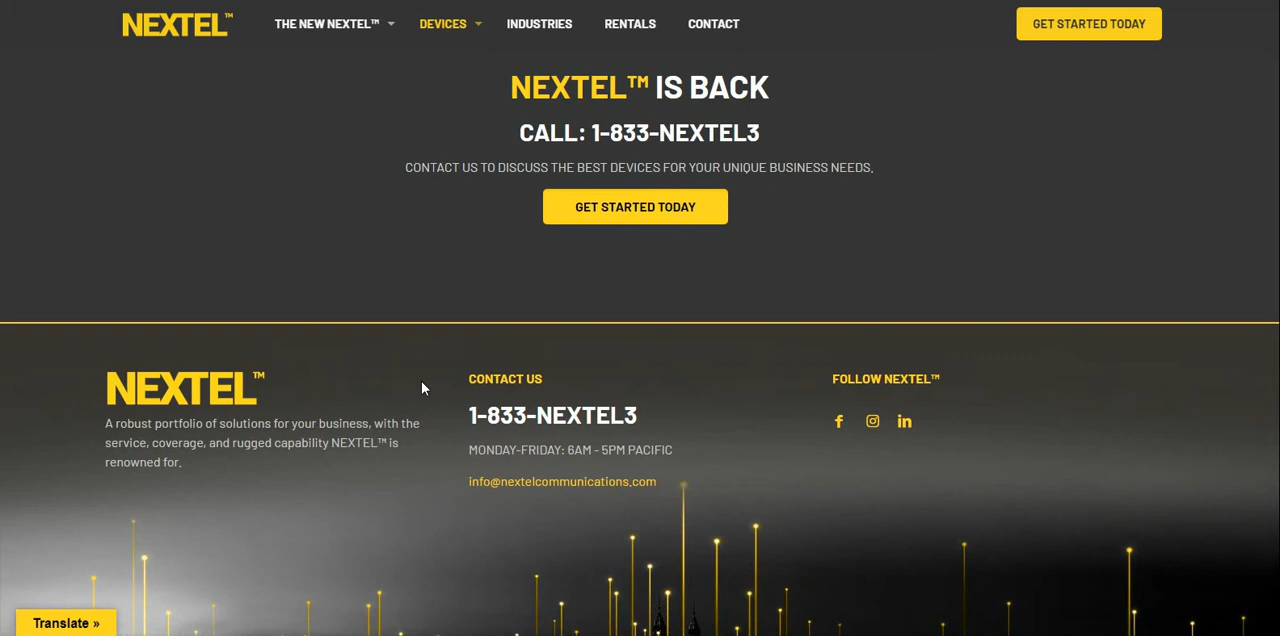 NEXTEL™ THE NEW NEXTEL™ DEVICES INDUSTRIES RENTALS CONTACT GET STARTED TODAY
NEXTEL™ IS BACK
CALL: 1-833-NEXTEL3
CONTACT US TO DISCUSS THE BEST DEVICES FOR YOUR UNIQUE BUSINESS NEEDS.
GET STARTED TODAY
NEXTEL™
A robust portfolio of solutions for your business, with the
service, coverage, and rugged capability NEXTEL™ is
renowned for.
CONTACT US
1-833-NEXTEL3
MONDAY-FRIDAY: 6AM - 5PM PACIFIC
info@nextelcommunications.com
FOLLOW NEXTEL™
Translate »